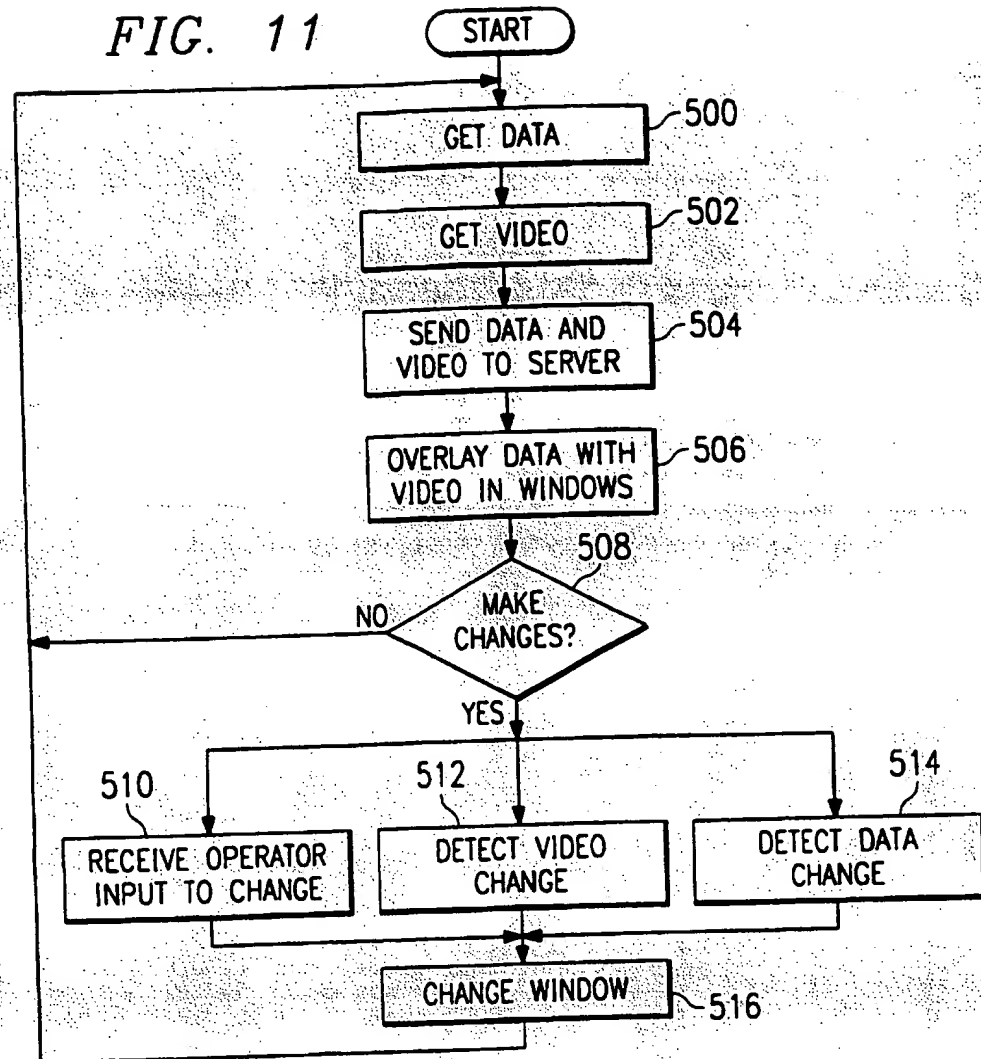 FIG. 11
START
GET DATA
500
GET VIDEO
502
SEND DATA AND
VIDEO TO SERVER
504
OVERLAY DATA WITH
VIDEO IN WINDOWS
506
508
MAKE
CHANGES?
NO
YES
510
RECEIVE OPERATOR
INPUT TO CHANGE
512
DETECT VIDEO
CHANGE
514
DETECT DATA
CHANGE
CHANGE WINDOW
516